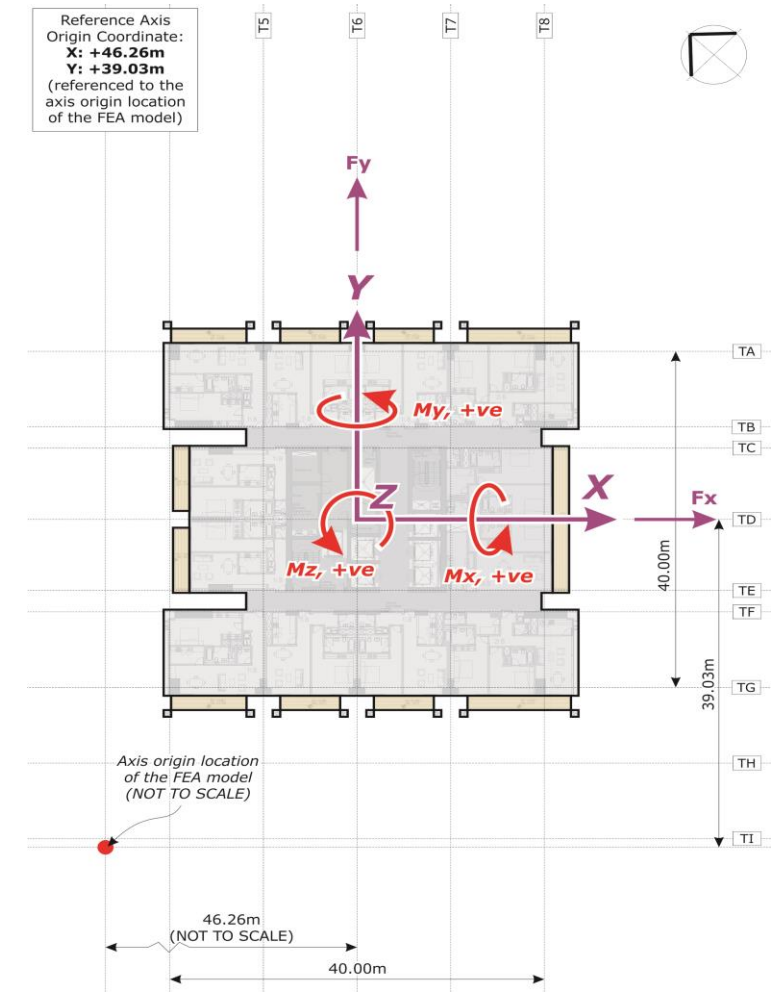 Reference Axis
Origin Coordinate:
X: +46.26m
Y: +39.03m
(referenced to the
axis origin location
of the FEA model)
T5
T6
T7
T8
Fy
Y
TA
My, +ve
TB
TC
Z
X
Fx
TD
Mz, +ve
Mx, +ve
40.00m
TE
TF
39.03m
TG
Axis origin location
of the FEA model
(NOT TO SCALE)
TH
TI
46.26m
(NOT TO SCALE)
40.00m